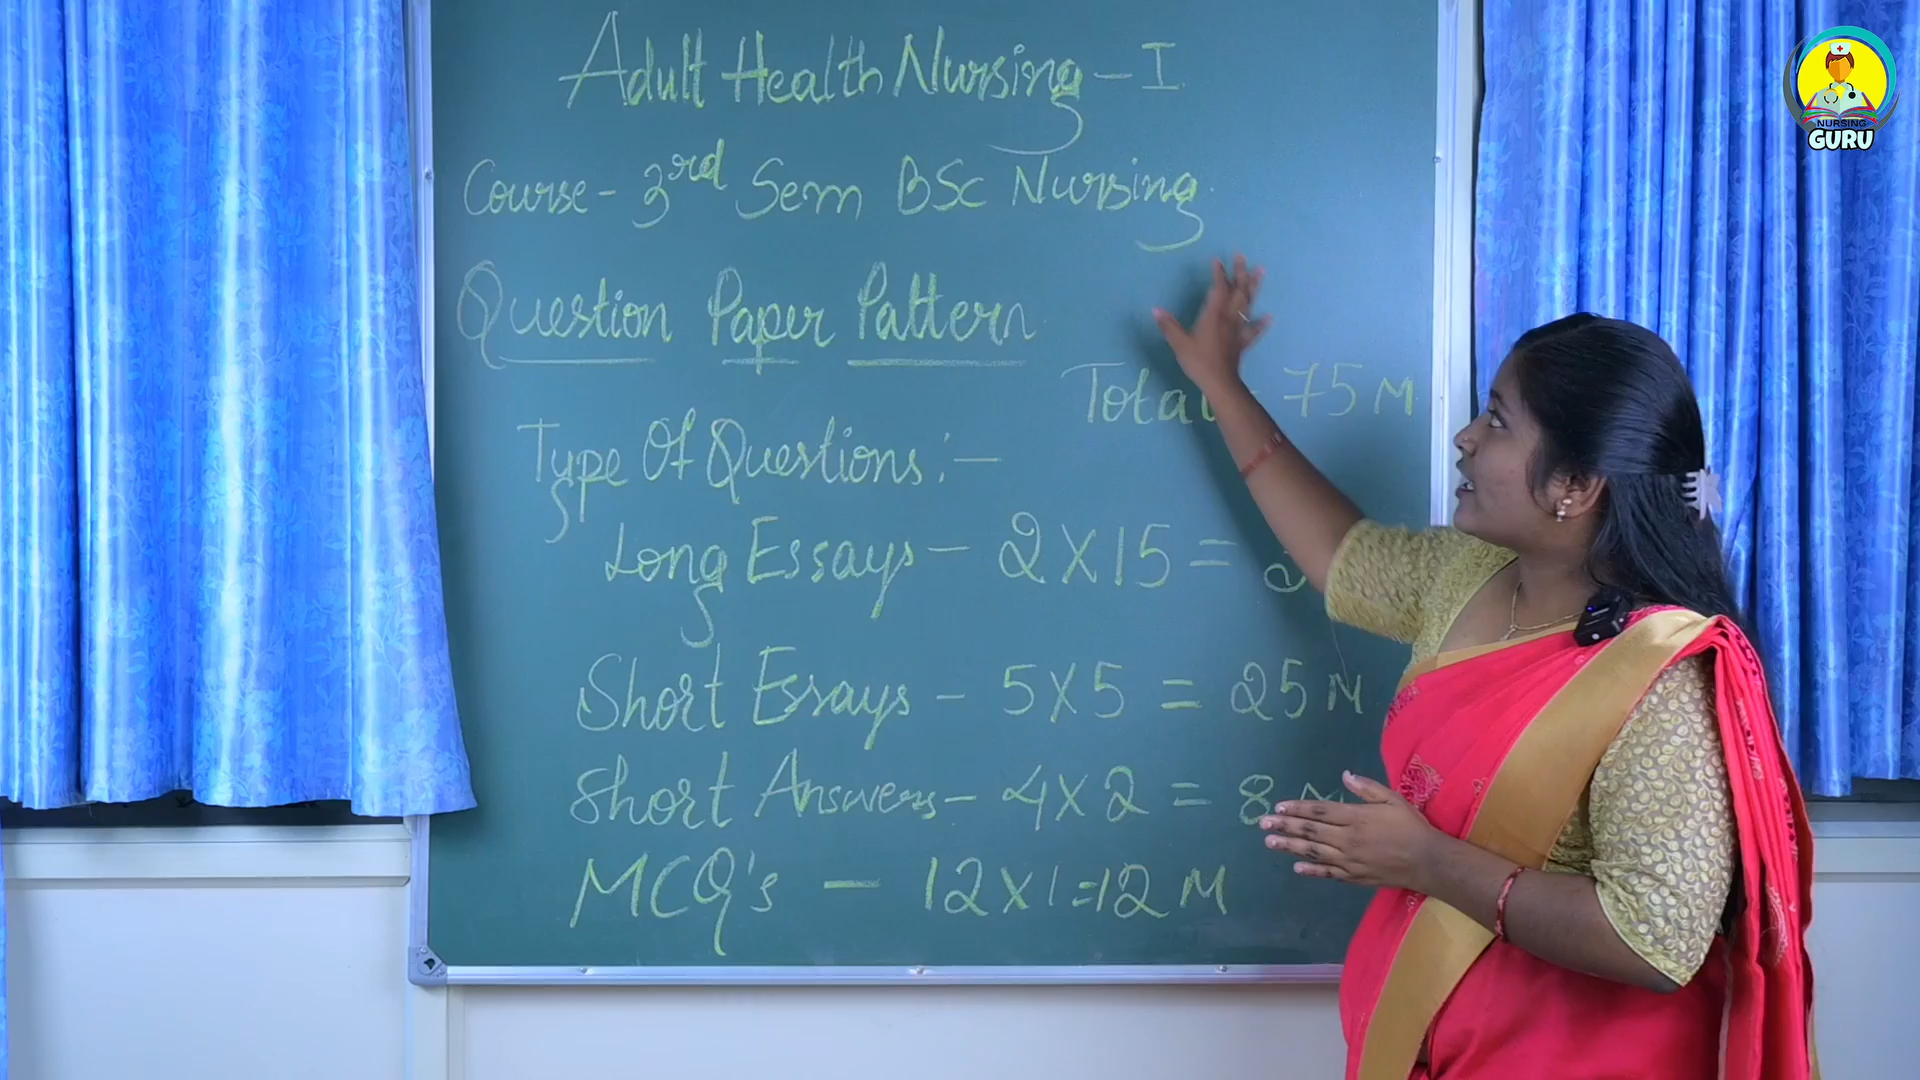 Adult Health Nursing - I
Course - 3rd Sem BSc Nursing
Question Paper Pattern
75 M
Type Of Questions :-
Long Essays - 2 X 15 =
Short Essays - 5 X 5 = 25 M
Short Answers - 4 X 2 = 8
MCQ's - 12 X 1 = 12 M
NURSING
GURU